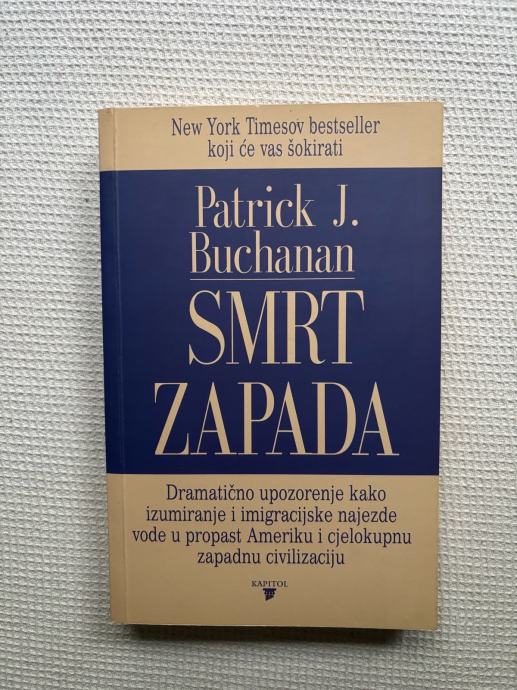 New York Timesov bestseller
koji će vas šokirati
Patrick J.
Buchanan
SMRT
ZAPADA
Dramatično upozorenje kako
izumiranje i imigracijske najezde
vode u propast Ameriku i cjelokupnu
zapadnu civilizaciju
KAPITOL